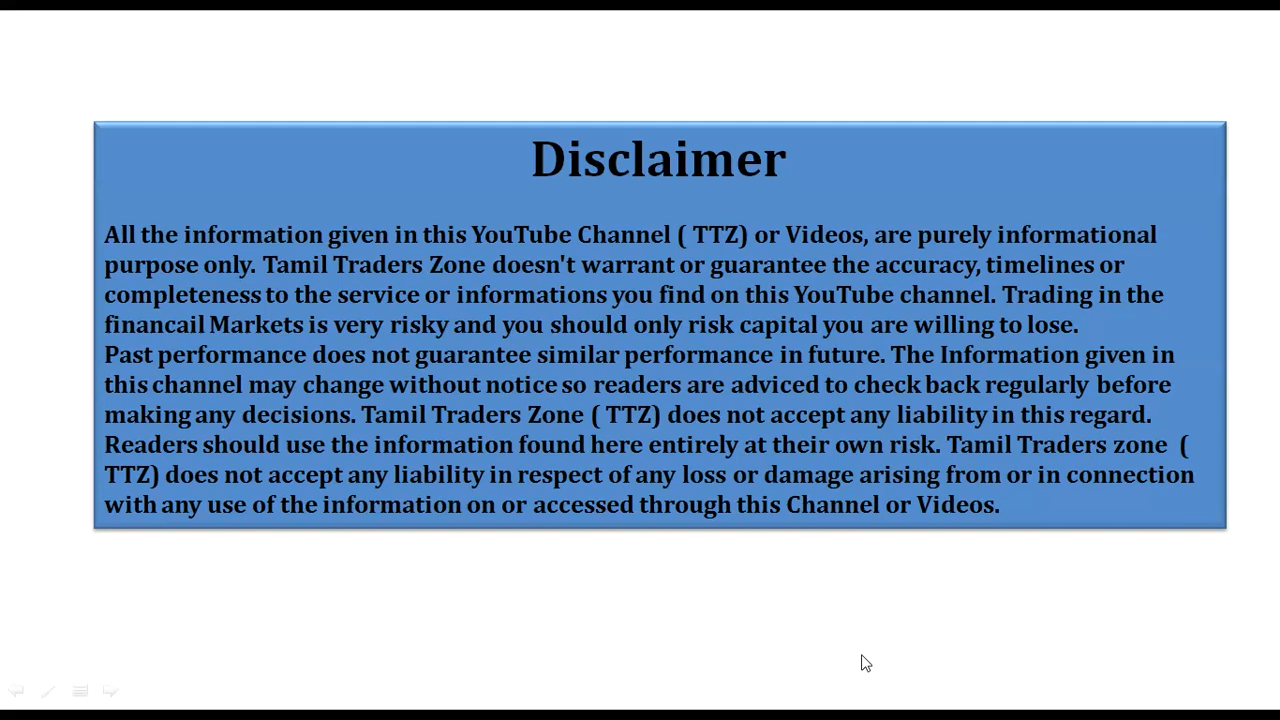 Disclaimer
All the information given in this YouTube Channel ( TTZ) or Videos, are purely informational
purpose only. Tamil Traders Zone doesn't warrant or guarantee the accuracy, timelines or
completeness to the service or informations you find on this YouTube channel. Trading in the
financail Markets is very risky and you should only risk capital you are willing to lose.
Past performance does not guarantee similar performance in future. The Information given in
this channel may change without notice so readers are adviced to check back regularly before
making any decisions. Tamil Traders Zone ( TTZ) does not accept any liability in this regard.
Readers should use the information found here entirely at their own risk. Tamil Traders zone  (
TTZ) does not accept any liability in respect of any loss or damage arising from or in connection
with any use of the information on or accessed through this Channel or Videos.